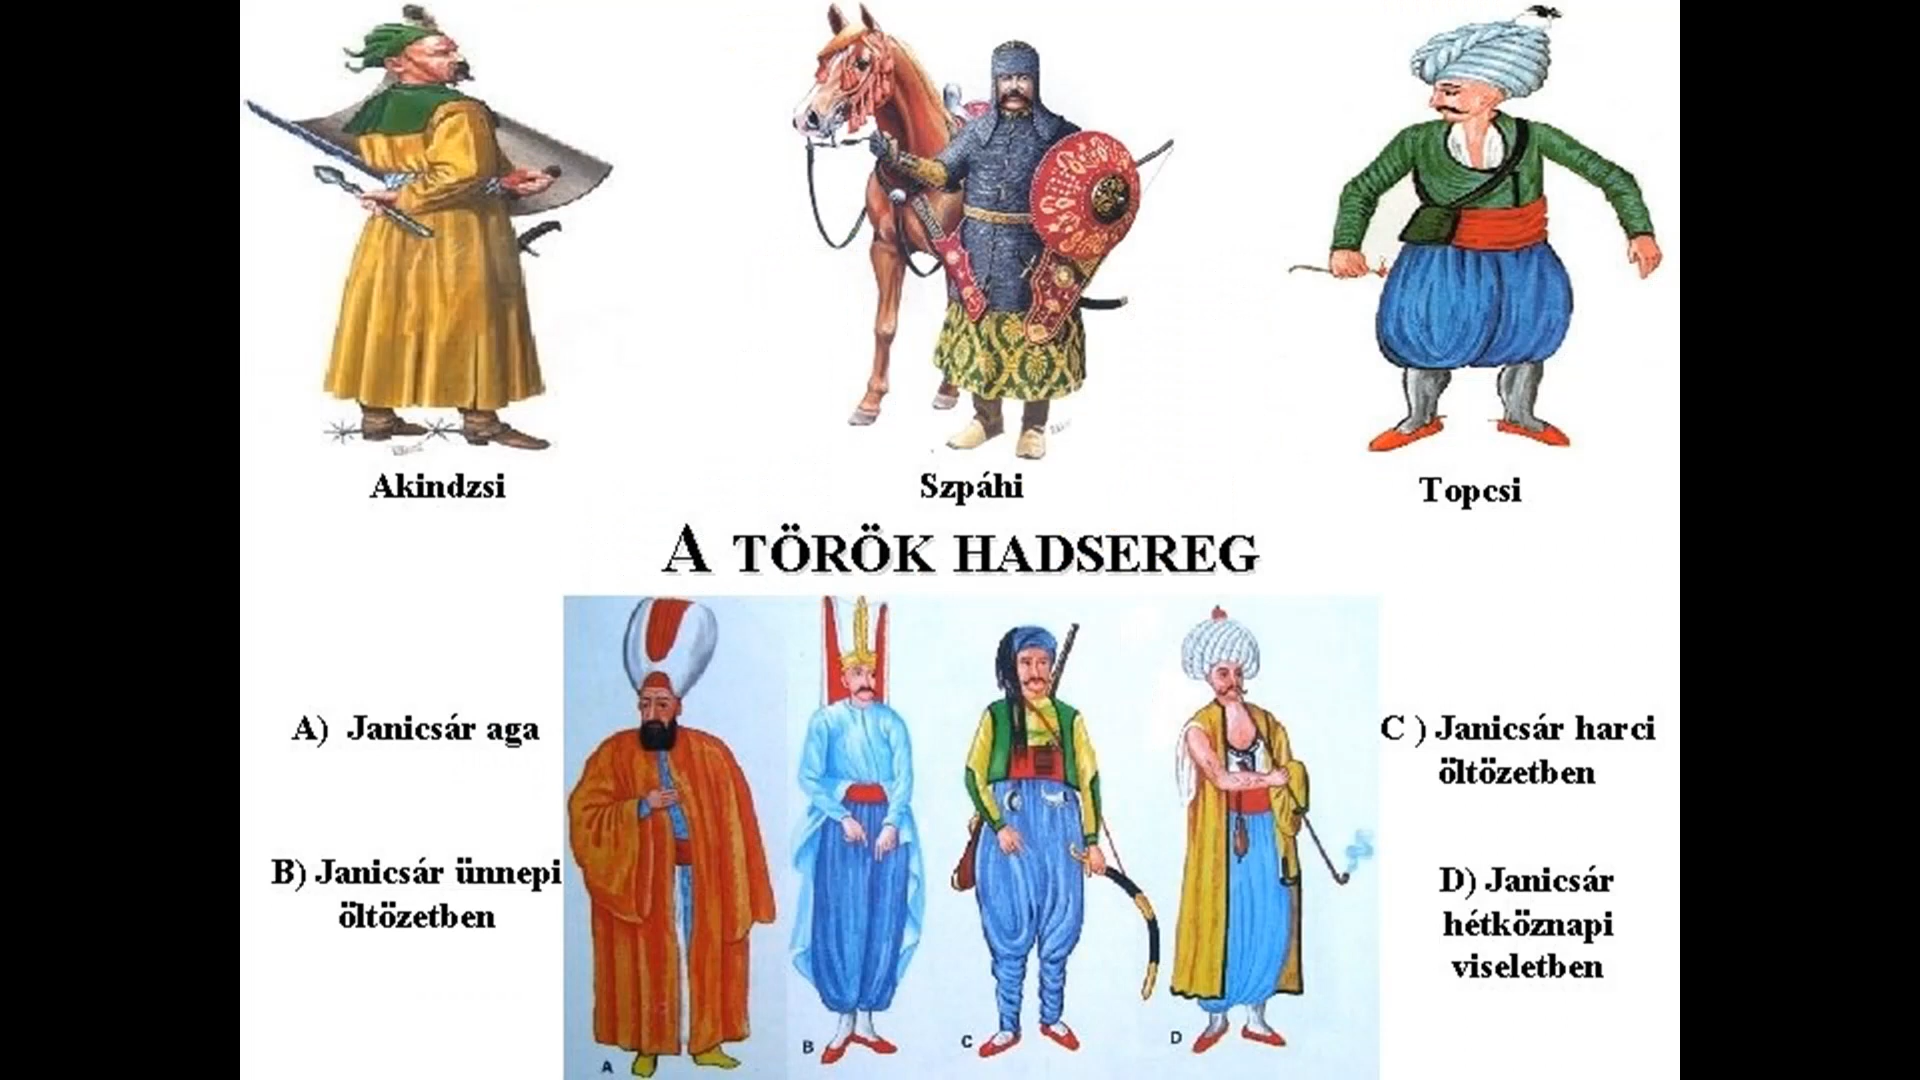 Akindzsi
Szpáhi
Topcsi
A TÖRÖK HADSEREG
A) Janicsár aga
B) Janicsár ünnepi
öltözetben
C ) Janicsár harci
öltözetben
D) Janicsár
hétköznapi
viseletben
A
B
C
D